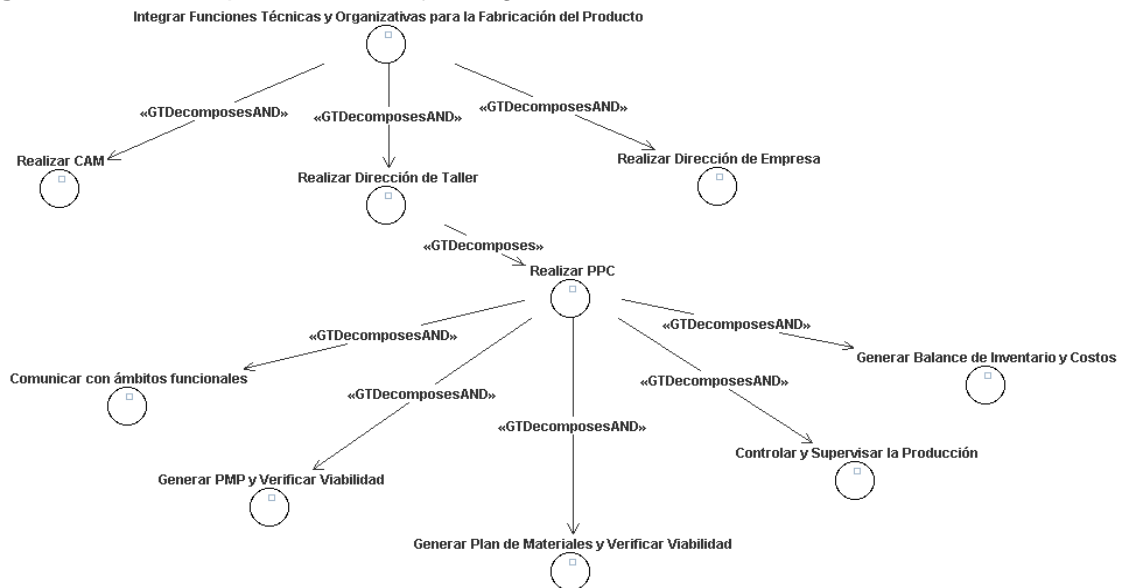 Integrar Funciones Técnicas y Organizativas para la Fabricación del Producto
«GTDecomposesAND»
«GTDecomposesAND»
«GTDecomposesAND»
Realizar CAM
Realizar Dirección de Taller
Realizar Dirección de Empresa
«GTDecomposes»
Realizar PPC
«GTDecomposesAND»
«GTDecomposesAND»
Generar Balance de Inventario y Costos
Comunicar con ámbitos funcionales
«GTDecomposesAND»
«GTDecomposesAND»
«GTDecomposesAND»
Controlar y Supervisar la Producción
Generar PMP y Verificar Viabilidad
Generar Plan de Materiales y Verificar Viabilidad